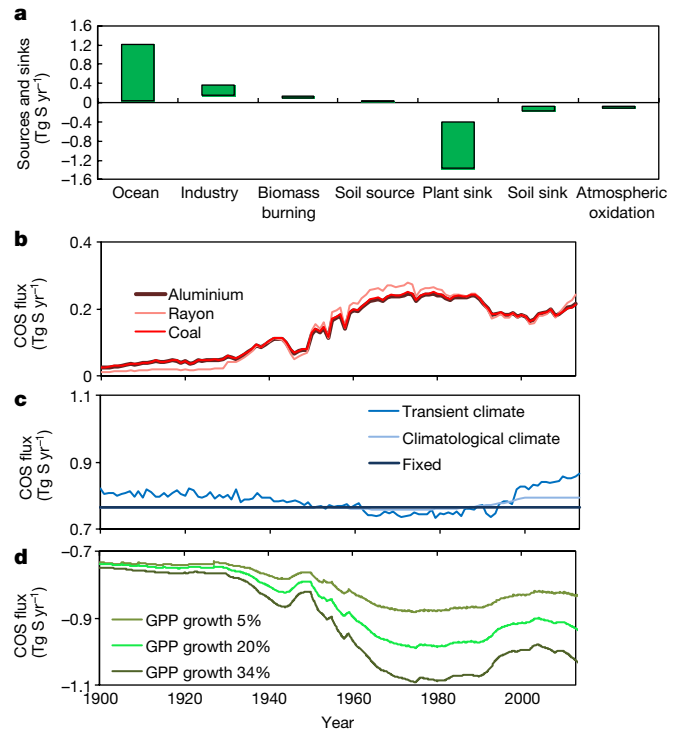 a
Sources and sinks
(Tg S yr⁻¹)
1.6
1.2
0.8
0.4
0
−0.4
−0.8
−1.2
−1.6
Ocean
Industry
Biomass
burning
Soil source
Plant sink
Soil sink
Atmospheric
oxidation
b
COS flux
(Tg S yr⁻¹)
0.4
0.2
0
Aluminium
Rayon
Coal
c
COS flux
(Tg S yr⁻¹)
1.1
0.9
0.7
Transient climate
Climatological climate
Fixed
d
COS flux
(Tg S yr⁻¹)
−0.7
−0.9
−1.1
GPP growth 5%
GPP growth 20%
GPP growth 34%
1900
1920
1940
1960
1980
2000
Year